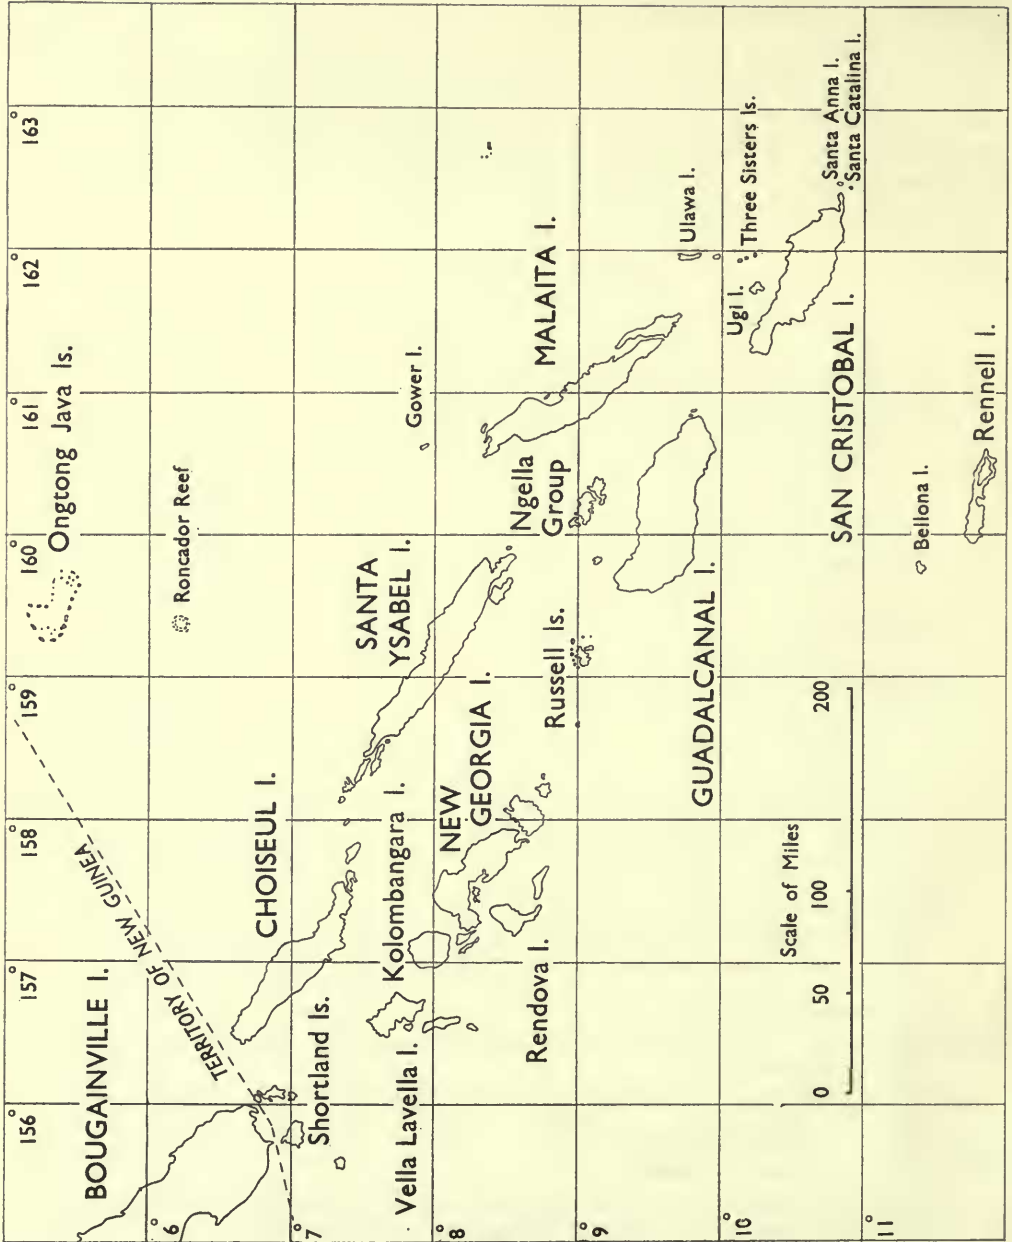 156°
157°
158°
159°
160°
161°
162°
163°
6°
7°
8°
9°
10°
11°
BOUGAINVILLE I.
TERRITORY OF NEW GUINEA
Ongtong Java Is.
Roncador Reef
CHOISEUL I.
Shortland Is.
Vella Lavella I.
Kolombangara I.
NEW
GEORGIA I.
Rendova I.
SANTA
YSABEL I.
Russell Is.
Ngella
Group
Gower I.
MALAITA I.
GUADALCANAL I.
Ulawa I.
Ugi I.
Three Sisters Is.
Santa Anna I.
Santa Catalina I.
SAN CRISTOBAL I.
Bellona I.
Rennell I.
Scale of Miles
0 50 100 200